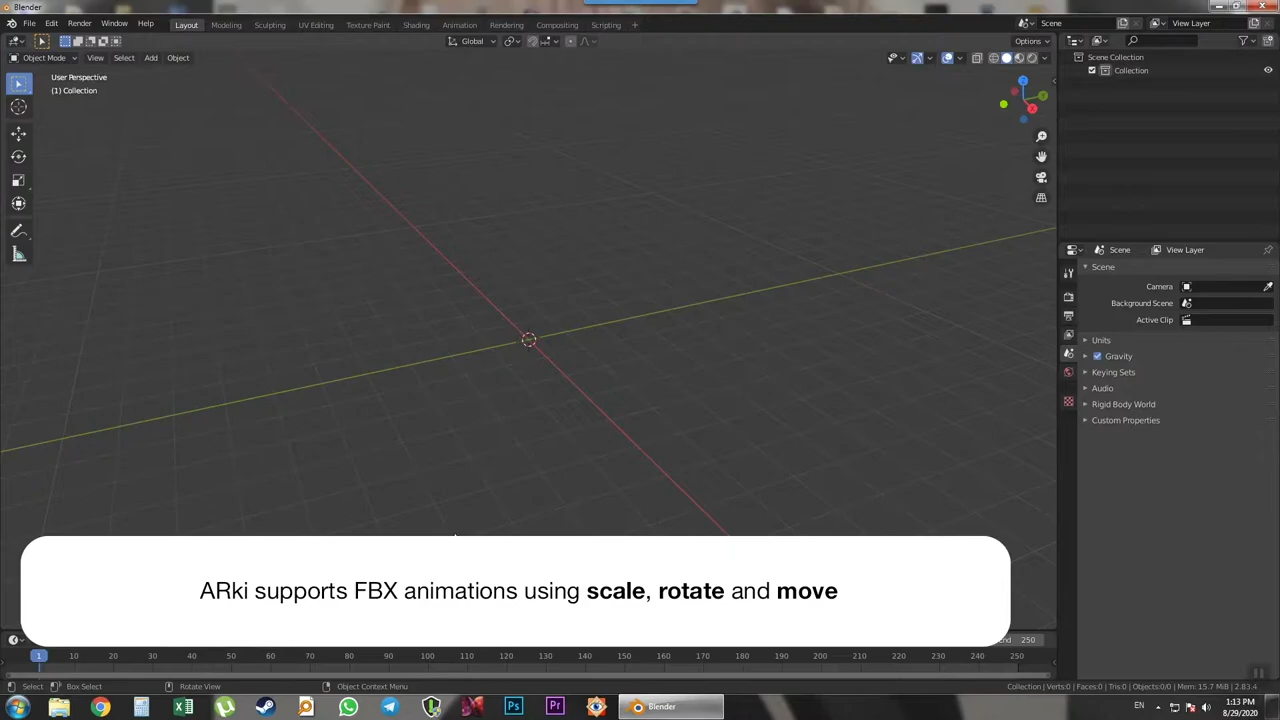 Blender
File Edit Render Window Help Layout Modeling Sculpting UV Editing Texture Paint Shading Animation Rendering Compositing Scripting + Scene View Layer
Global Options
Object Mode View Select Add Object
User Perspective
(1) Collection
Scene Collection
Collection
Z
Y
X
Scene View Layer
Scene
Camera
Background Scene
Active Clip
Units
Gravity
Keying Sets
Audio
Rigid Body World
Custom Properties
ARki supports FBX animations using scale, rotate and move
End 250
1 10 20 30 40 50 60 70 80 90 100 110 120 130 140 150 160 170 180 190 200 210 220 230 240 250
Select Box Select Rotate View Object Context Menu Collection | Verts:0 | Faces:0 | Tris:0 | Objects:0/0 | Mem: 15.7 MiB | 2.83.4
Ps Pr Blender EN 1:13 PM
8/29/2020